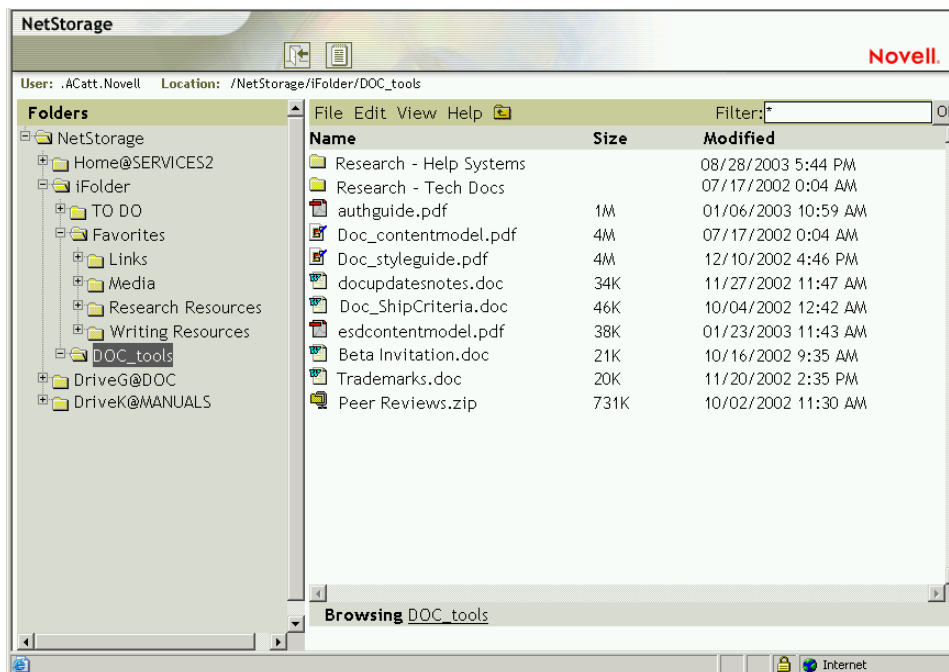 NetStorage
Novell.
User: .ACatt.Novell Location: /NetStorage/iFolder/DOC_tools
Folders
NetStorage
Home@SERVICES2
iFolder
TO DO
Favorites
Links
Media
Research Resources
Writing Resources
DOC_tools
DriveG@DOC
DriveK@MANUALS
File Edit View Help Filter: *
Name Size Modified
Research - Help Systems 08/28/2003 5:44 PM
Research - Tech Docs 07/17/2002 0:04 AM
authguide.pdf 1M 01/06/2003 10:59 AM
Doc_contentmodel.pdf 4M 07/17/2002 0:04 AM
Doc_styleguide.pdf 4M 12/10/2002 4:46 PM
docupdatesnotes.doc 34K 11/27/2002 11:47 AM
Doc_ShipCriteria.doc 46K 10/04/2002 12:42 AM
esdcontentmodel.pdf 38K 01/23/2003 11:43 AM
Beta Invitation.doc 21K 10/16/2002 9:35 AM
Trademarks.doc 20K 11/20/2002 2:35 PM
Peer Reviews.zip 731K 10/02/2002 11:30 AM
Browsing DOC_tools
Internet